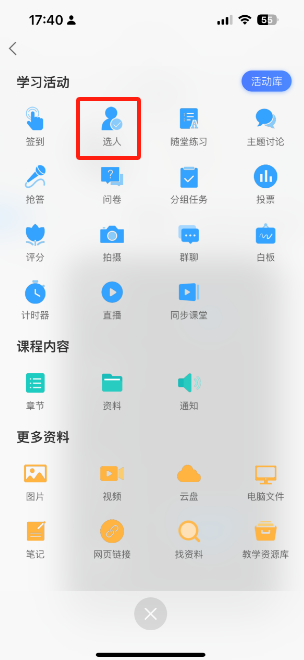 17:40
5
学习活动
活动库
签到 选人 随堂练习 主题讨论
抢答 问卷 分组任务 投票
评分 拍摄 群聊 白板
计时器 直播 同步课堂
课程内容
章节 资料 通知
更多资料
图片 视频 云盘 电脑文件
笔记 网页链接 找资料 教学资源库